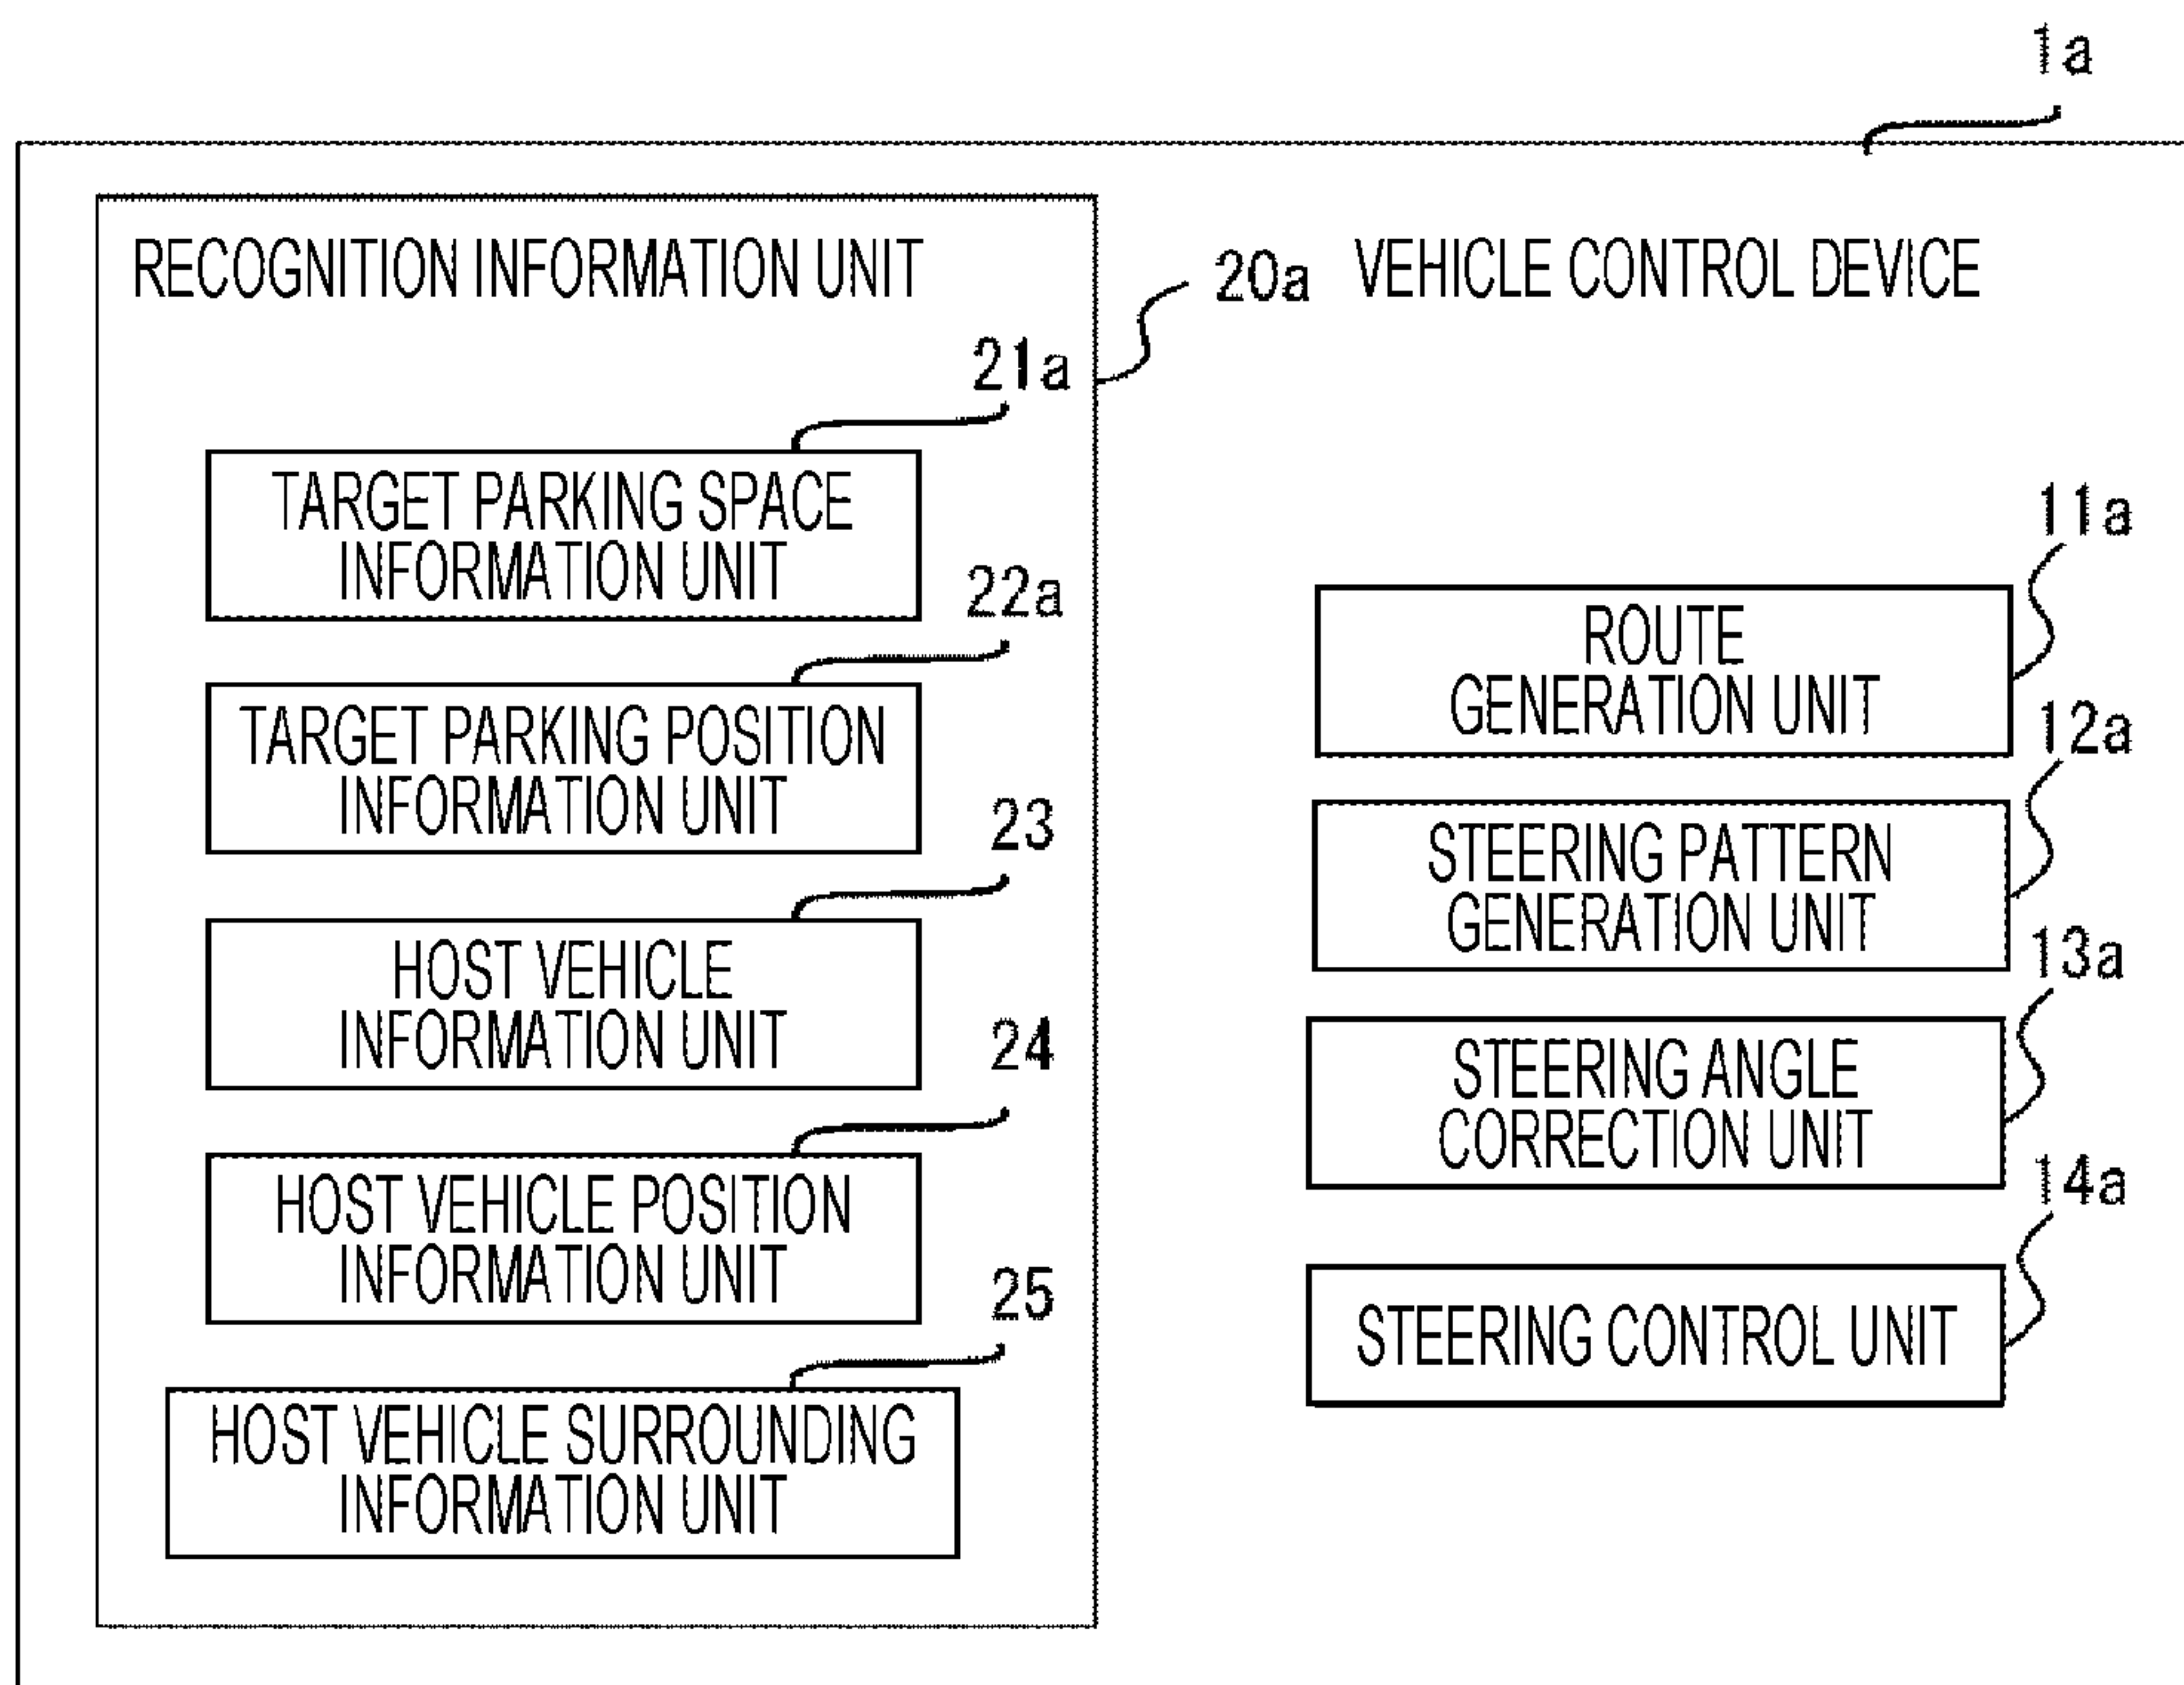 1a
RECOGNITION INFORMATION UNIT
20a
VEHICLE CONTROL DEVICE
21a
TARGET PARKING SPACE
INFORMATION UNIT
22a
TARGET PARKING POSITION
INFORMATION UNIT
23
HOST VEHICLE
INFORMATION UNIT
24
HOST VEHICLE POSITION
INFORMATION UNIT
25
HOST VEHICLE SURROUNDING
INFORMATION UNIT
11a
ROUTE
GENERATION UNIT
12a
STEERING PATTERN
GENERATION UNIT
13a
STEERING ANGLE
CORRECTION UNIT
14a
STEERING CONTROL UNIT